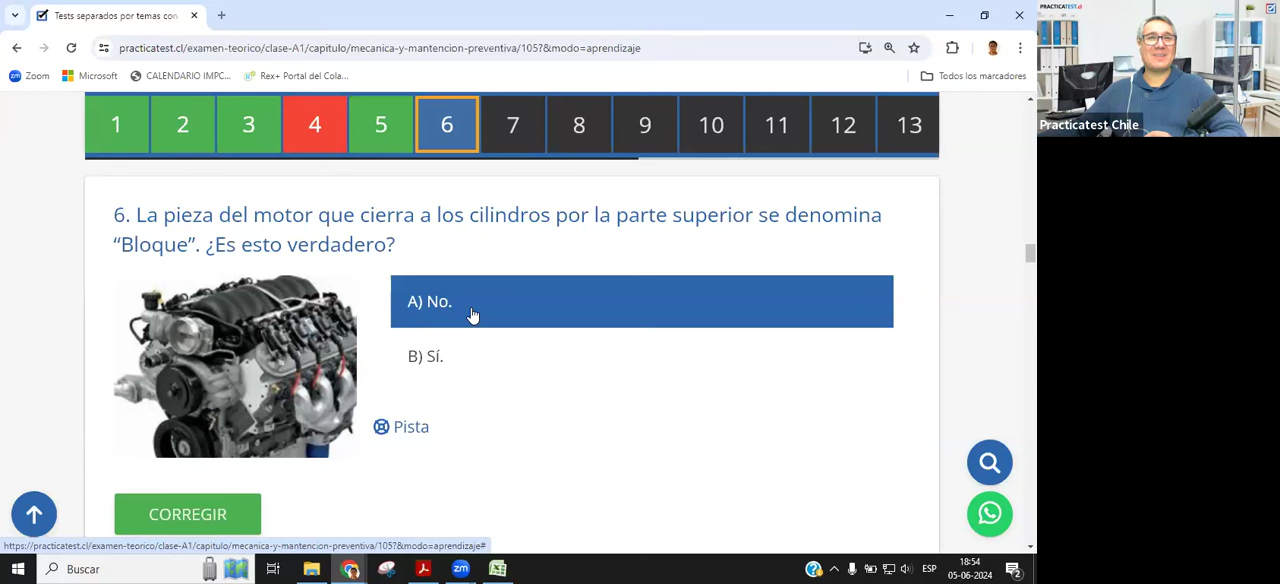 Tests separados por temas con
practicatest.cl/examen-teorico/clase-A1/capitulo/mecanica-y-mantencion-preventiva/105?&modo=aprendizaje
Zoom
Microsoft
CALENDARIO IMPC...
Rex+ Portal del Cola...
Todos los marcadores
PRACTICATEST.cl
Practicatest Chile
1 2 3 4 5 6 7 8 9 10 11 12 13
6. La pieza del motor que cierra a los cilindros por la parte superior se denomina
“Bloque”. ¿Es esto verdadero?
A) No.
B) Sí.
Pista
CORREGIR
https://practicatest.cl/examen-teorico/clase-A1/capitulo/mecanica-y-mantencion-preventiva/105?&modo=aprendizaje#
Buscar
ESP
18:54
05-06-2024
2